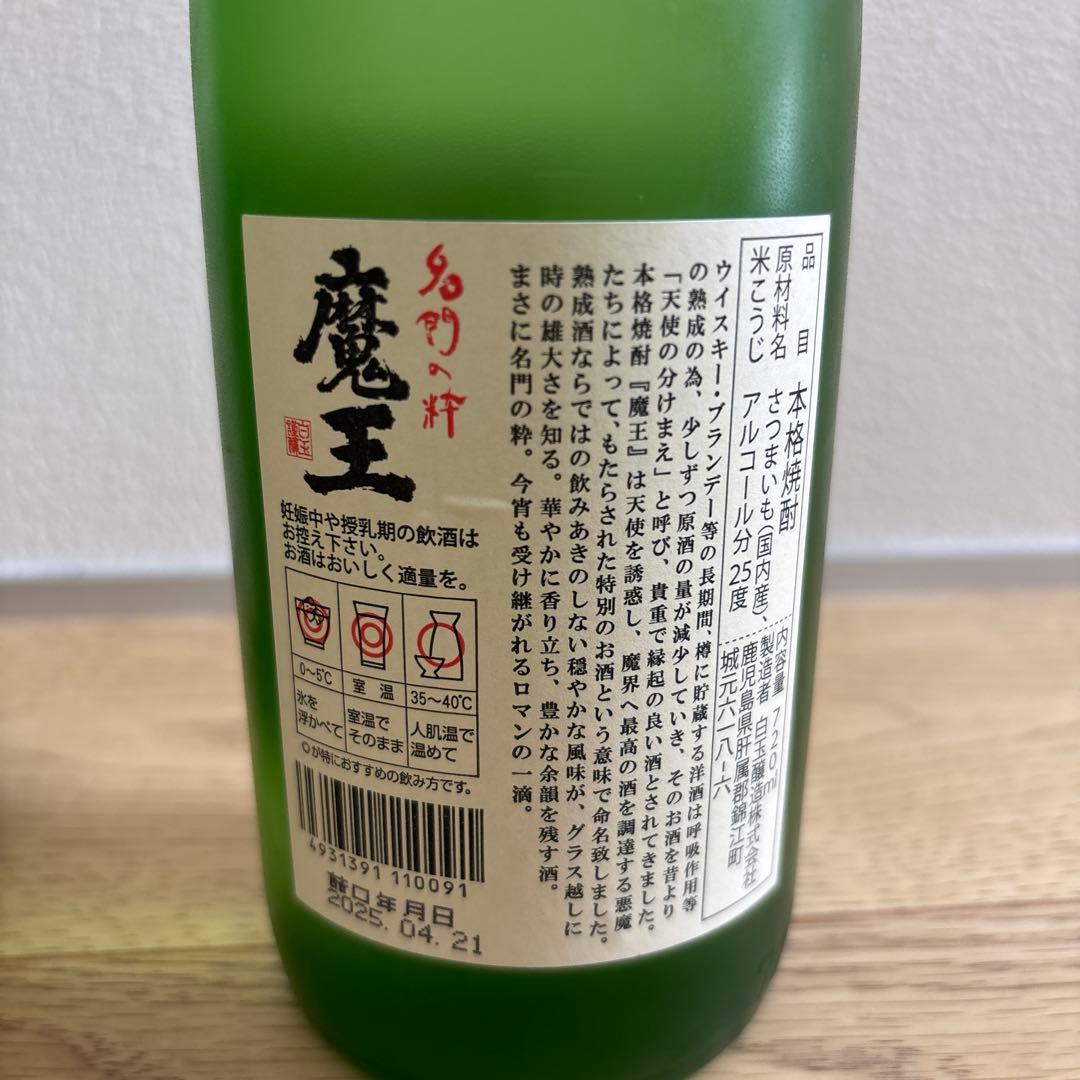 品目 本格焼酎
原材料名 さつまいも(国内産)、
米こうじ アルコール分25度
内容量 720ml
製造者 白玉醸造株式会社
鹿児島県肝属郡錦江町
城元六一八-六
ウイスキー・ブランデー等の長期間、樽に貯蔵する洋酒は呼吸作用等
の熟成の為、少しずつ原酒の量が減少していき、そのお酒を昔より
「天使の分けまえ」と呼び、貴重で縁起の良い酒とされてきました。
本格焼酎『魔王』は天使を誘惑し、魔界へ最高の酒を調達する悪魔
たちによって、もたらされた特別のお酒という意味で命名致しました。
熟成酒ならではの飲みあきのしない穏やかな風味が、グラス越しに
時の雄大さを知る。華やかに香り立ち、豊かな余韻を残す酒。
まさに名門の粋。今宵も受け継がれるロマンの一滴。
名門の粋
魔王
白玉謹醸
妊娠中や授乳期の飲酒は
お控え下さい。
お酒はおいしく適量を。
0〜5℃ 室温 35〜40℃
氷を浮かべて 室温でそのまま 人肌温で温めて
◎が特におすすめの飲み方です。
4931391 110091
蓋口年月日
2025.04.21